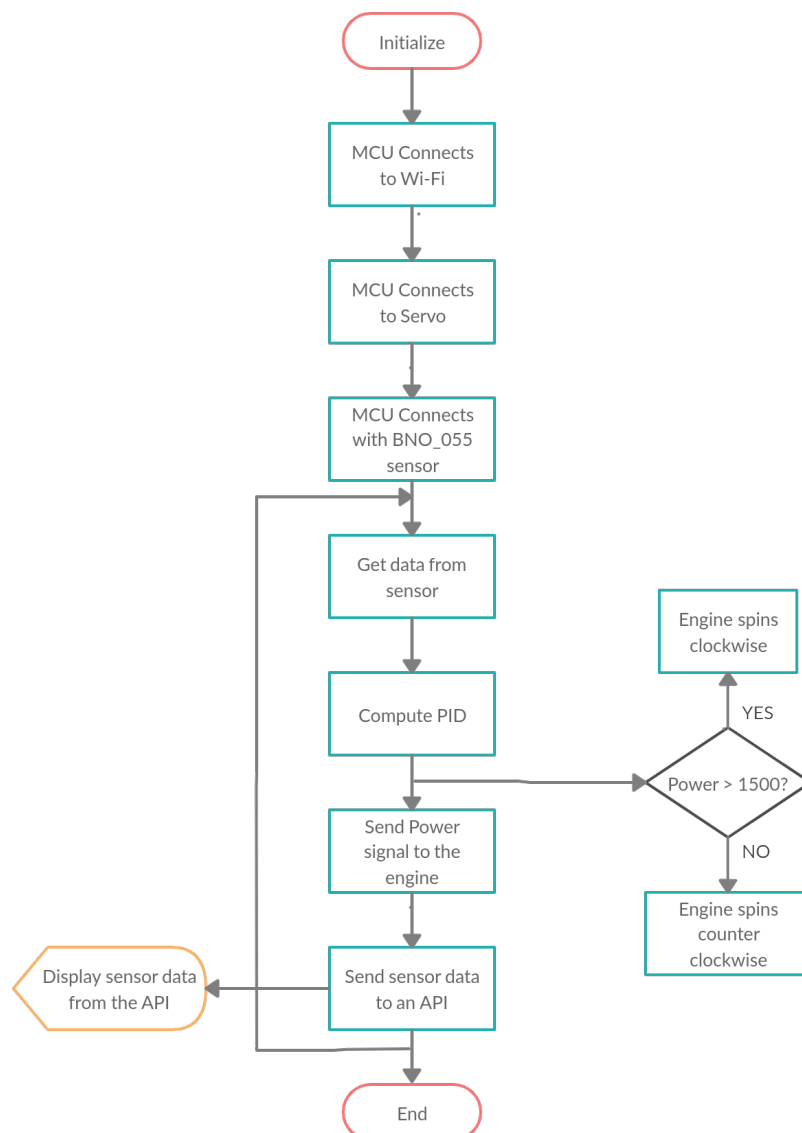 Initialize
MCU Connects
to Wi-Fi
MCU Connects
to Servo
MCU Connects
with BNO_055
sensor
Get data from
sensor
Compute PID
Engine spins
clockwise
YES
Power > 1500?
NO
Engine spins
counter
clockwise
Send Power
signal to the
engine
Send sensor data
to an API
Display sensor data
from the API
End